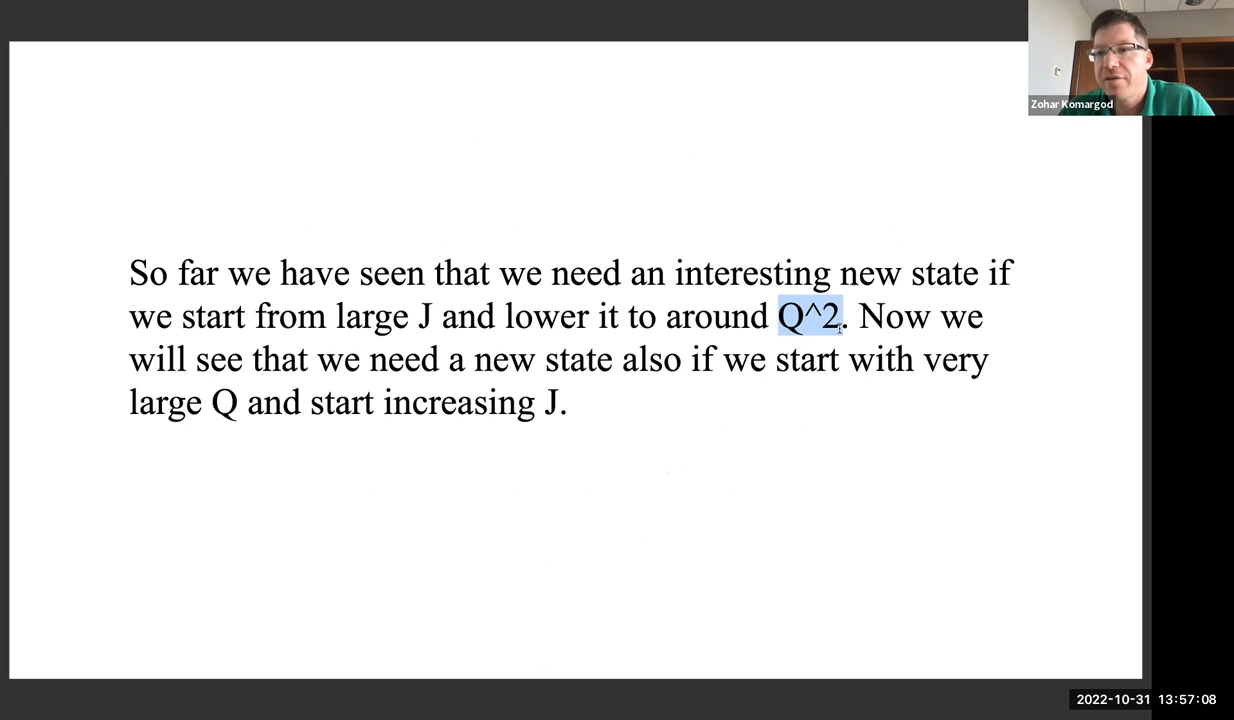 Zohar Komargod
So far we have seen that we need an interesting new state if
we start from large J and lower it to around Q^2. Now we
will see that we need a new state also if we start with very
large Q and start increasing J.
2022-10-31 13:57:08